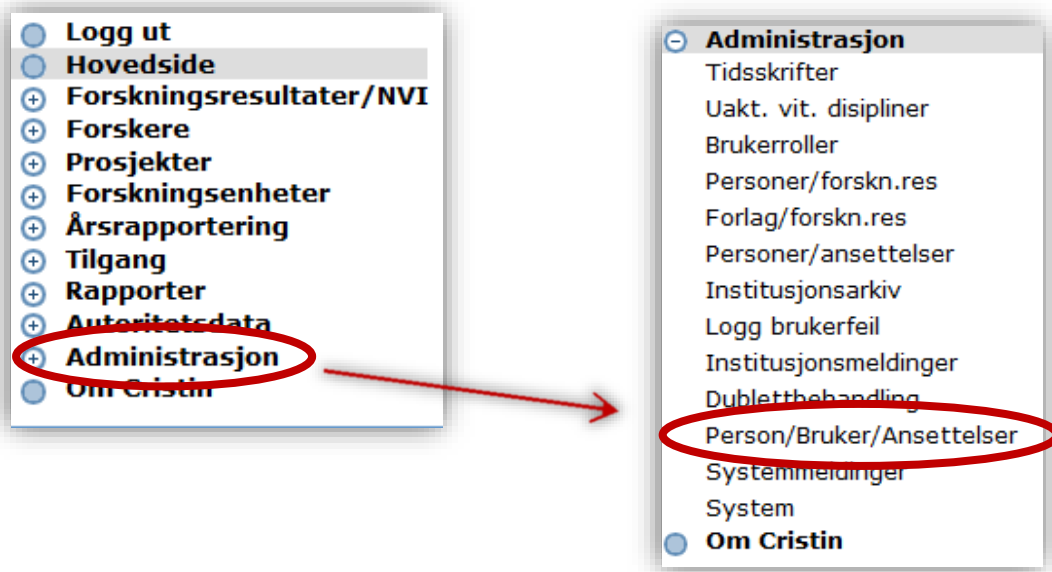 Logg ut
Hovedside
Forskningsresultater/NVI
Forskere
Prosjekter
Forskningsenheter
Årsrapportering
Tilgang
Rapporter
Autoritetsdata
Administrasjon
Om Cristin
Administrasjon
Tidsskrifter
Uakt. vit. disipliner
Brukerroller
Personer/forskn.res
Forlag/forskn.res
Personer/ansettelser
Institusjonsarkiv
Logg brukerfeil
Institusjonsmeldinger
Dublettbehandling
Person/Bruker/Ansettelser
Systemmeldinger
System
Om Cristin